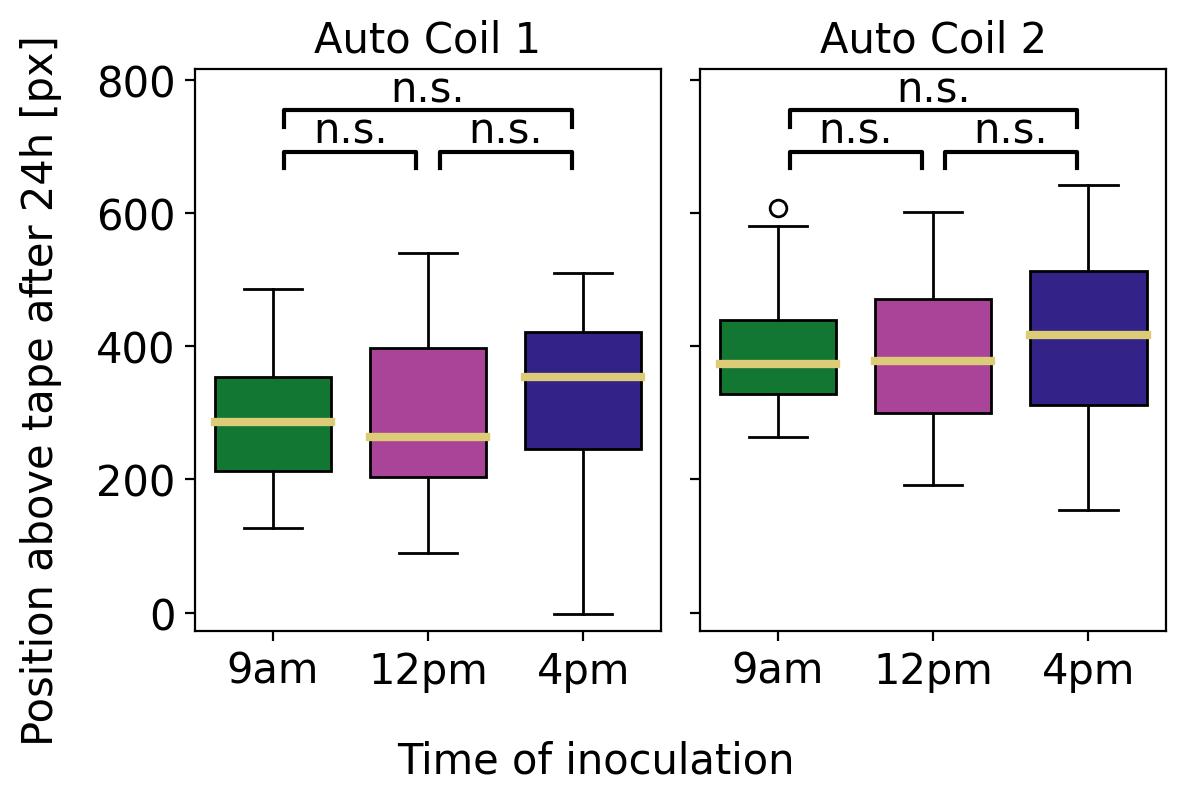 Auto Coil 1
Auto Coil 2
Position above tape after 24h [px]
800
600
400
200
0
n.s.
n.s.
n.s.
n.s.
n.s.
n.s.
9am
12pm
4pm
9am
12pm
4pm
Time of inoculation